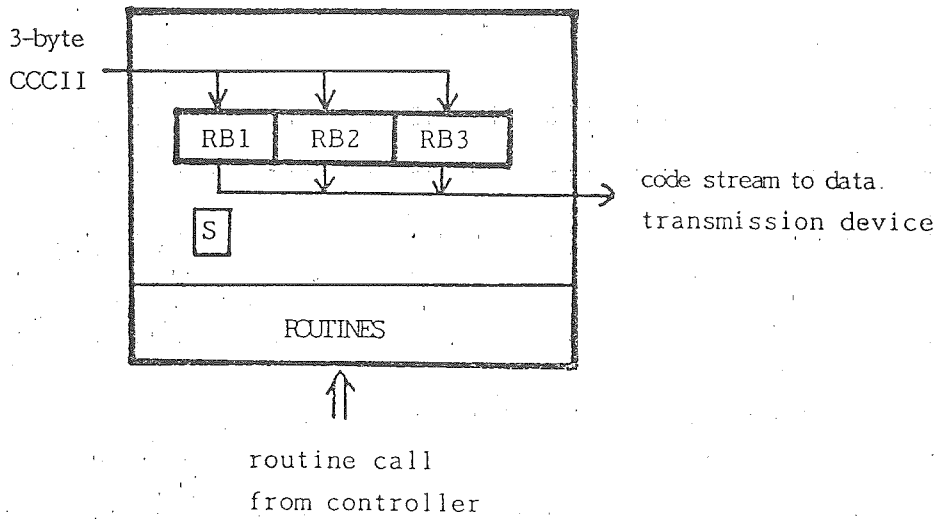 3-byte
CCCII
RB1 RB2 RB3
code stream to data
transmission device
S
ROUTINES
routine call
from controller